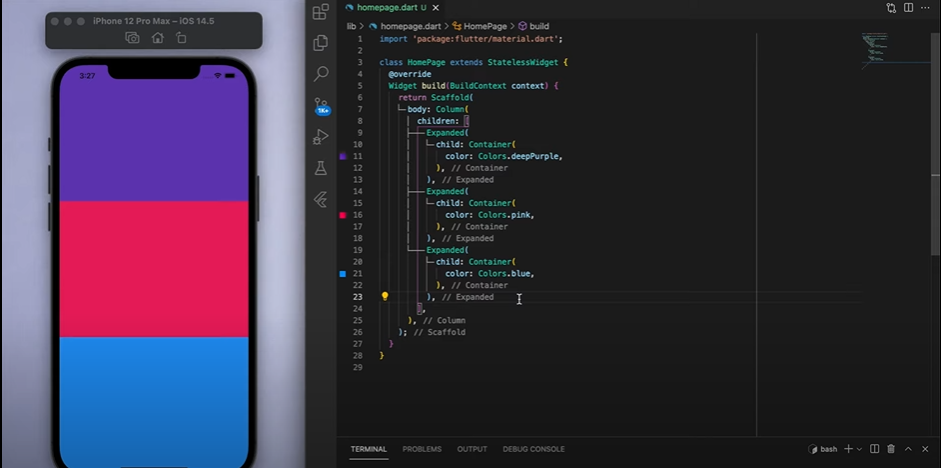 iPhone 12 Pro Max – iOS 14.5
3:27
homepage.dart U
lib > homepage.dart > HomePage > build
1 import 'package:flutter/material.dart';
2
3 class HomePage extends StatelessWidget {
4 @override
5 Widget build(BuildContext context) {
6 return Scaffold(
7 body: Column(
8 children: [
9 Expanded(
10 child: Container(
11 color: Colors.deepPurple,
12 ), // Container
13 ), // Expanded
14 Expanded(
15 child: Container(
16 color: Colors.pink,
17 ), // Container
18 ), // Expanded
19 Expanded(
20 child: Container(
21 color: Colors.blue,
22 ), // Container
23 ), // Expanded
24 ],
25 ), // Column
26 ); // Scaffold
27 }
28 }
29
1K+
TERMINAL PROBLEMS OUTPUT DEBUG CONSOLE
bash